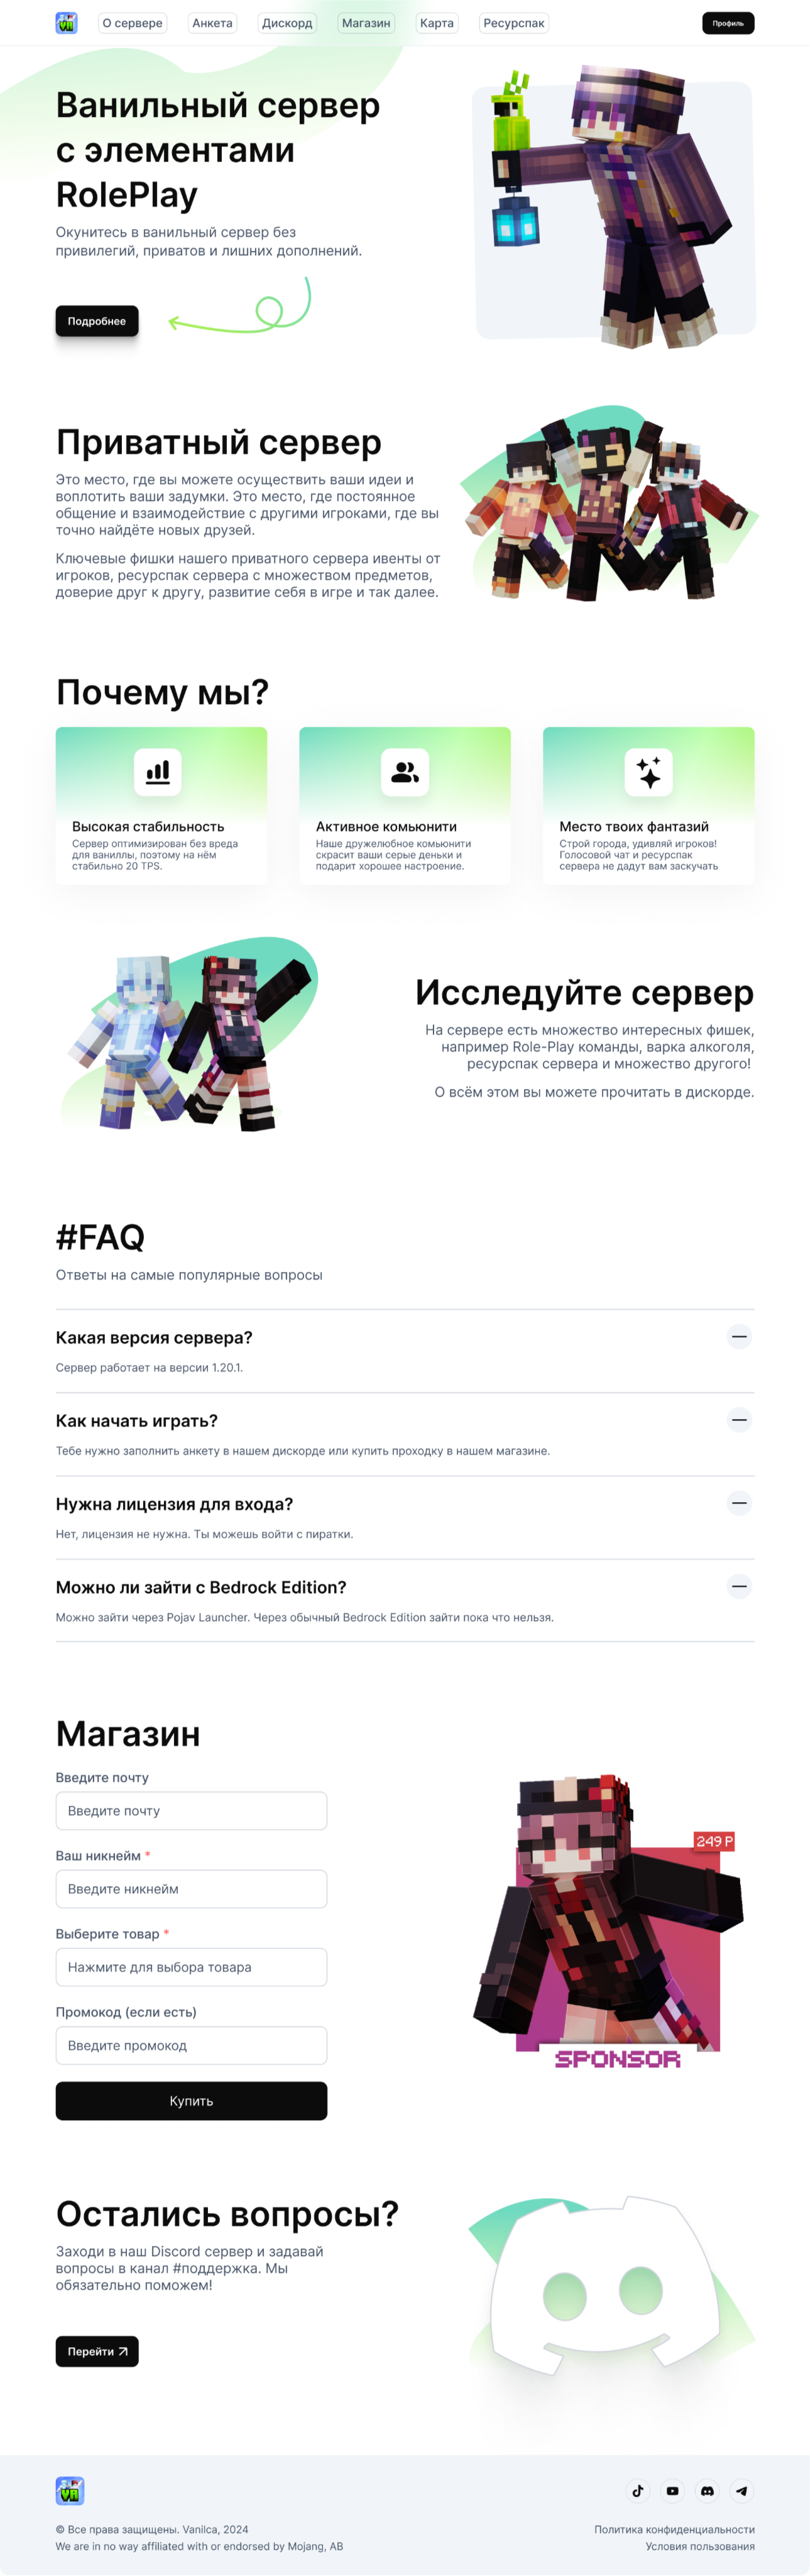 VA
О сервере
Анкета
Дискорд
Магазин
Карта
Ресурспак
Профиль
Ванильный сервер
с элементами
RolePlay
Окунитесь в ванильный сервер без
привилегий, приватов и лишних дополнений.
Подробнее
Приватный сервер
Это место, где вы можете осуществить ваши идеи и
воплотить ваши задумки. Это место, где постоянное
общение и взаимодействие с другими игроками, где вы
точно найдёте новых друзей.
Ключевые фишки нашего приватного сервера ивенты от
игроков, ресурспак сервера с множеством предметов,
доверие друг к другу, развитие себя в игре и так далее.
Почему мы?
Высокая стабильность
Сервер оптимизирован без вреда
для ваниллы, поэтому на нём
стабильно 20 TPS.
Активное комьюнити
Наше дружелюбное комьюнити
скрасит ваши серые деньки и
подарит хорошее настроение.
Место твоих фантазий
Строй города, удивляй игроков!
Голосовой чат и ресурспак
сервера не дадут вам заскучать
Исследуйте сервер
На сервере есть множество интересных фишек,
например Role-Play команды, варка алкоголя,
ресурспак сервера и множество другого!
О всём этом вы можете прочитать в дискорде.
#FAQ
Ответы на самые популярные вопросы
Какая версия сервера?
Сервер работает на версии 1.20.1.
Как начать играть?
Тебе нужно заполнить анкету в нашем дискорде или купить проходку в нашем магазине.
Нужна лицензия для входа?
Нет, лицензия не нужна. Ты можешь войти с пиратки.
Можно ли зайти с Bedrock Edition?
Можно зайти через Pojav Launcher. Через обычный Bedrock Edition зайти пока что нельзя.
Магазин
Введите почту
Введите почту
Ваш никнейм *
Введите никнейм
Выберите товар *
Нажмите для выбора товара
Промокод (если есть)
Введите промокод
Купить
249 Р
SPONSOR
Остались вопросы?
Заходи в наш Discord сервер и задавай
вопросы в канал #поддержка. Мы
обязательно поможем!
Перейти
VA
© Все права защищены. Vanilca, 2024
We are in no way affiliated with or endorsed by Mojang, AB
Политика конфиденциальности
Условия пользования